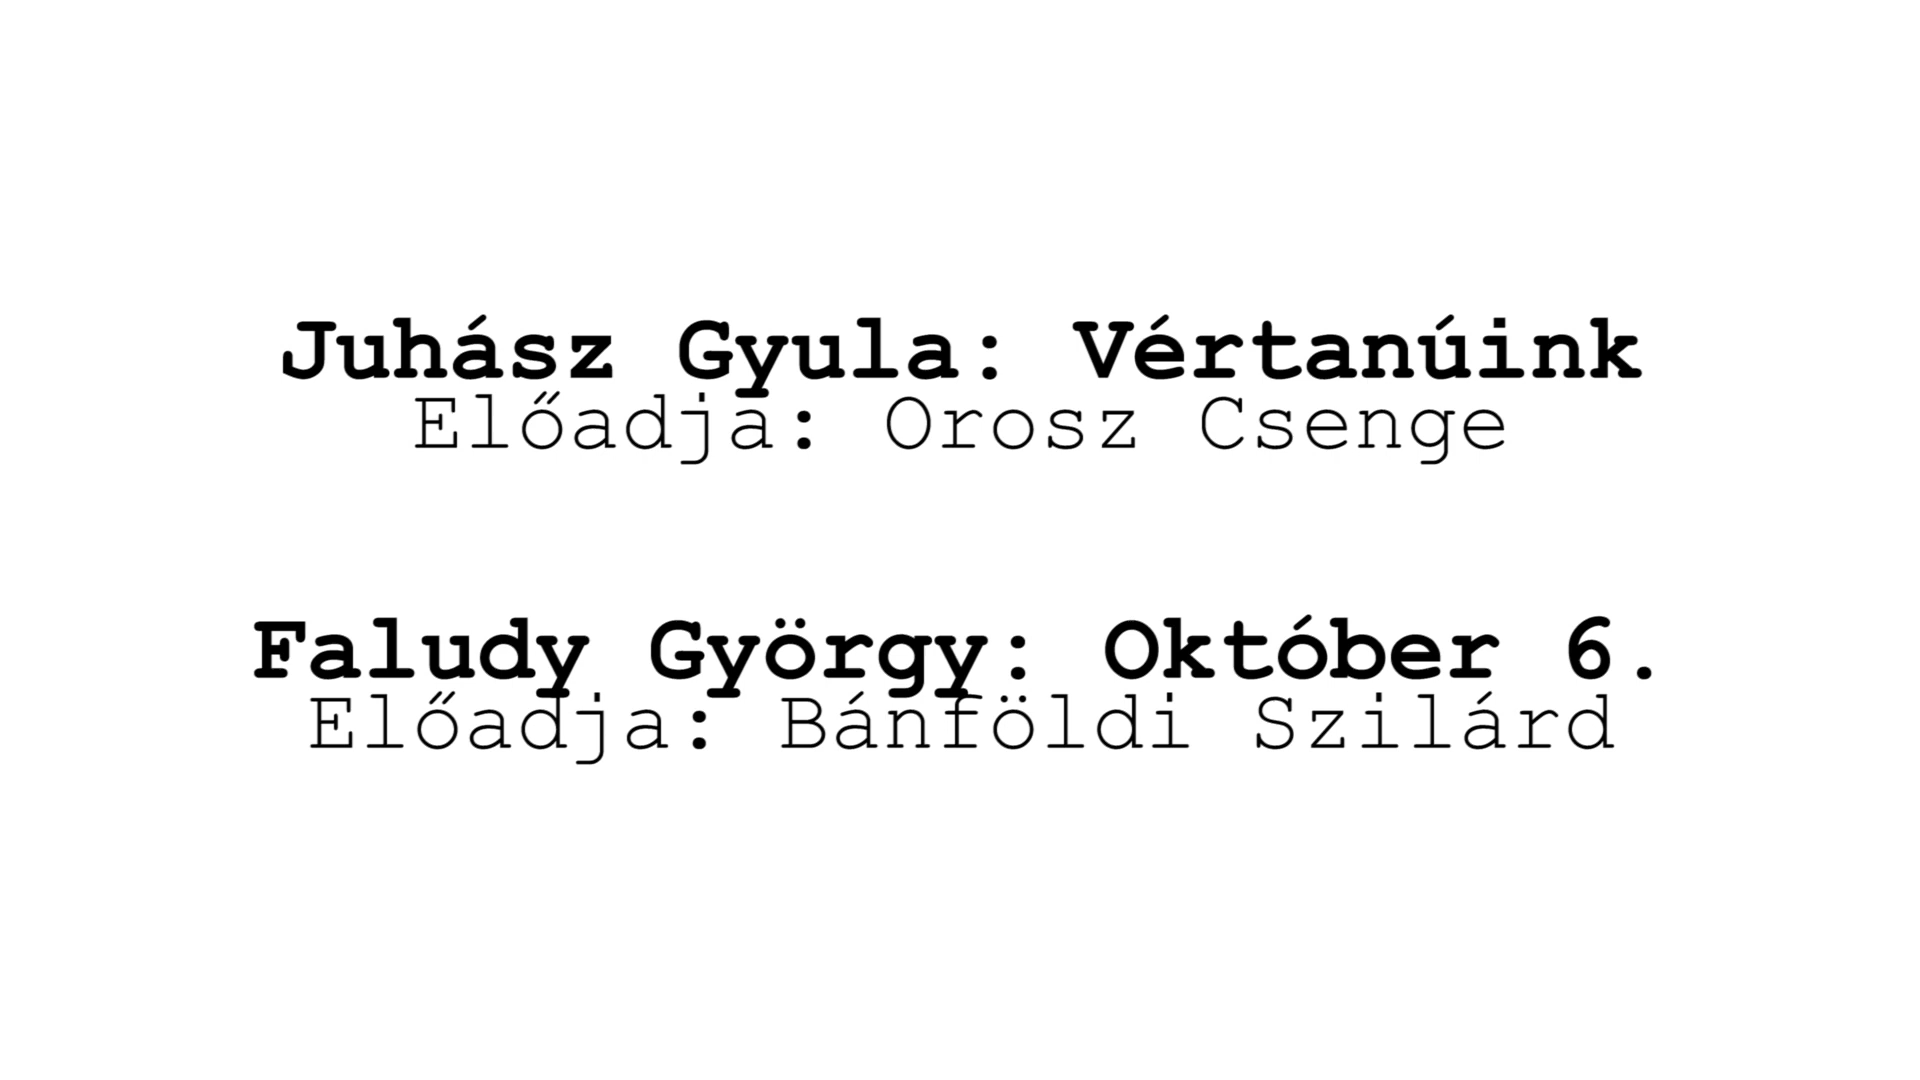 Juhász Gyula: Vértanúink
Előadja: Orosz Csenge
Faludy György: Október 6.
Előadja: Bánföldi Szilárd